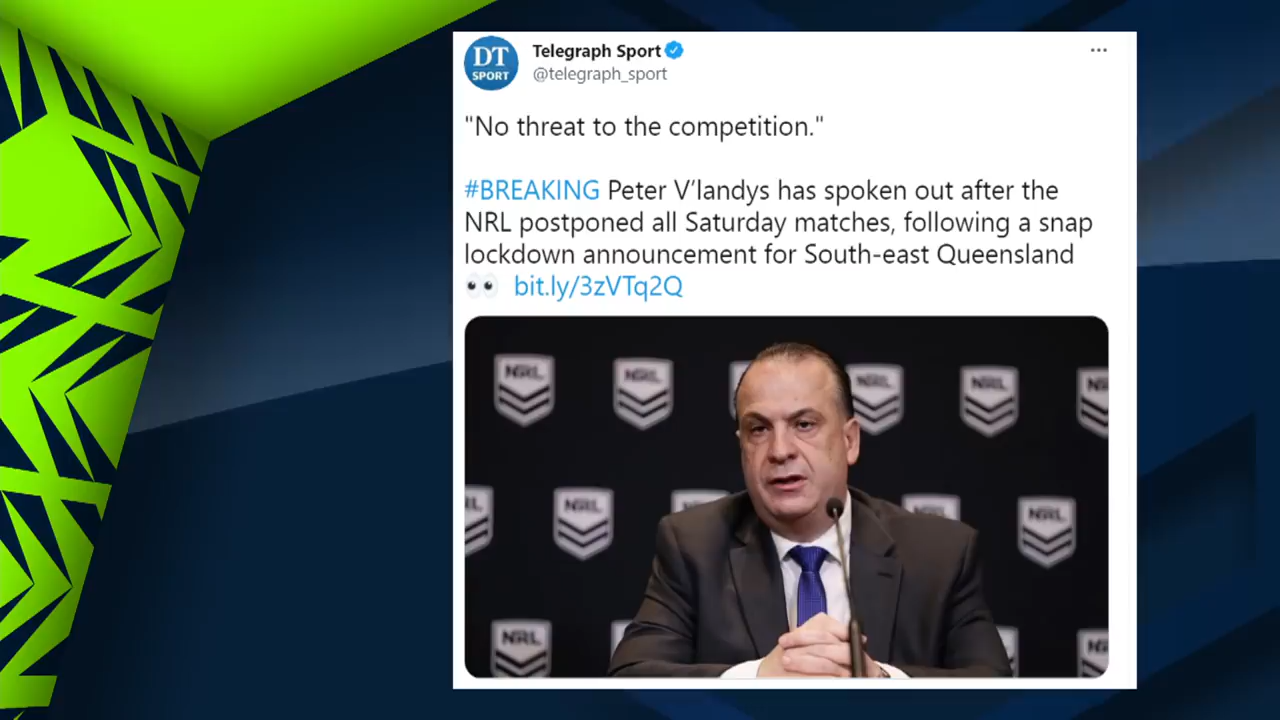 DT
SPORT
Telegraph Sport
@telegraph_sport
"No threat to the competition."
#BREAKING Peter V'landys has spoken out after the
NRL postponed all Saturday matches, following a snap
lockdown announcement for South-east Queensland
👀 bit.ly/3zVTq2Q
NRL
NRL
NRL
NRL
NRL
NRL
NRL
NRL